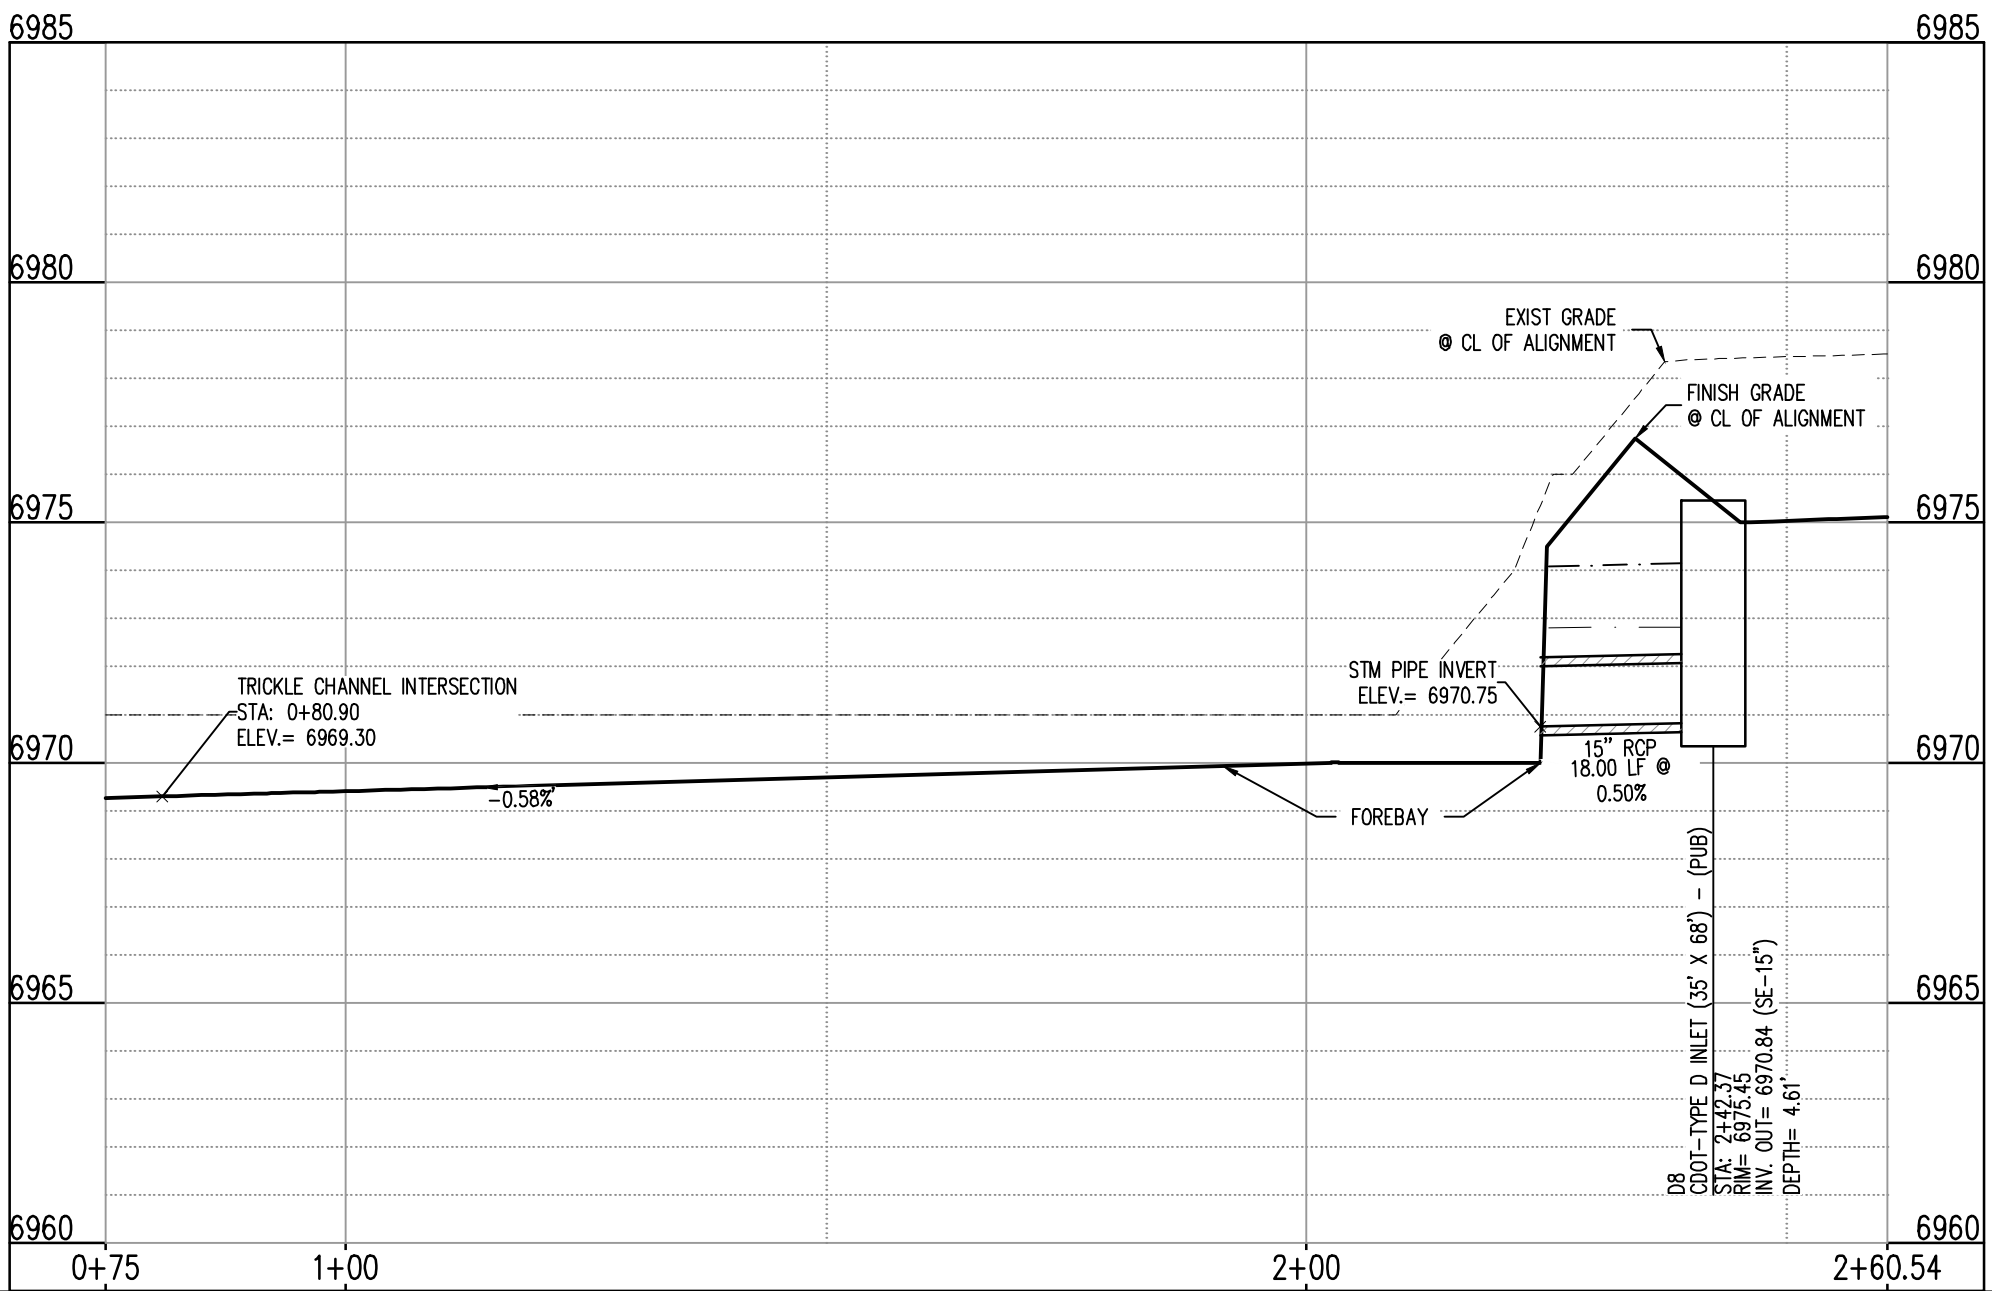 6985
6985
6980
6980
EXIST GRADE
@ CL OF ALIGNMENT
FINISH GRADE
@ CL OF ALIGNMENT
6975
6975
STM PIPE INVERT
ELEV.= 6970.75
TRICKLE CHANNEL INTERSECTION
STA: 0+80.90
ELEV.= 6969.30
6970
6970
15" RCP
18.00 LF @
0.50%
-0.58%'
FOREBAY
6965
6965
D8
CDOT-TYPE D INLET (35' X 68') - (PUB)
STA: 2+42.37
RIM= 6975.45
INV. OUT= 6970.84 (SE-15")
DEPTH= 4.61'
6960
6960
0+75
1+00
2+00
2+60.54